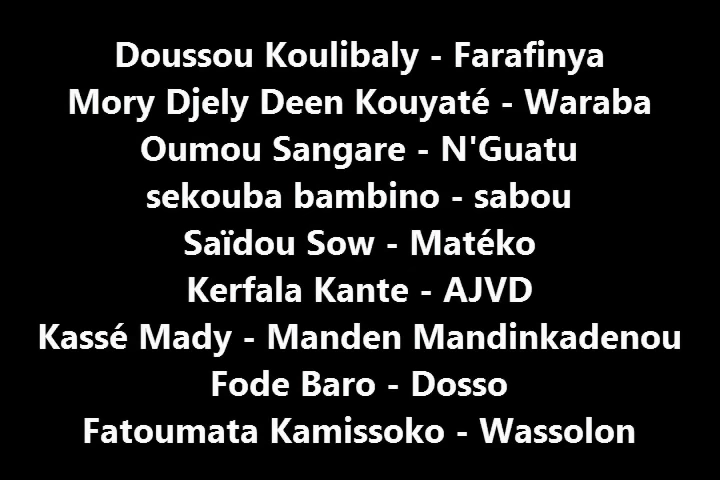 Doussou Koulibaly - Farafinya
Mory Djely Deen Kouyaté - Waraba
Oumou Sangare - N'Guatu
sekouba bambino - sabou
Saïdou Sow - Matéko
Kerfala Kante - AJVD
Kassé Mady - Manden Mandinkadenou
Fode Baro - Dosso
Fatoumata Kamissoko - Wassolon